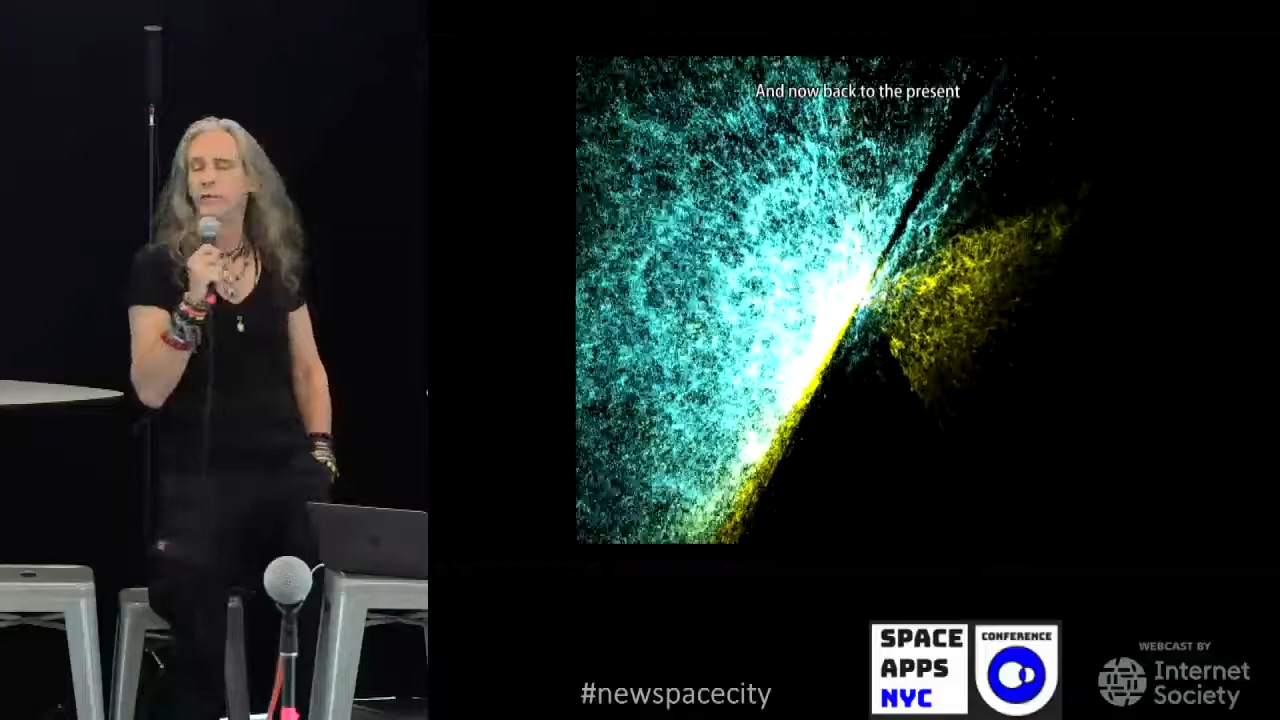 And now back to the present
SPACE
APPS
NYC
CONFERENCE
WEBCAST BY
Internet
Society
#newspacecity